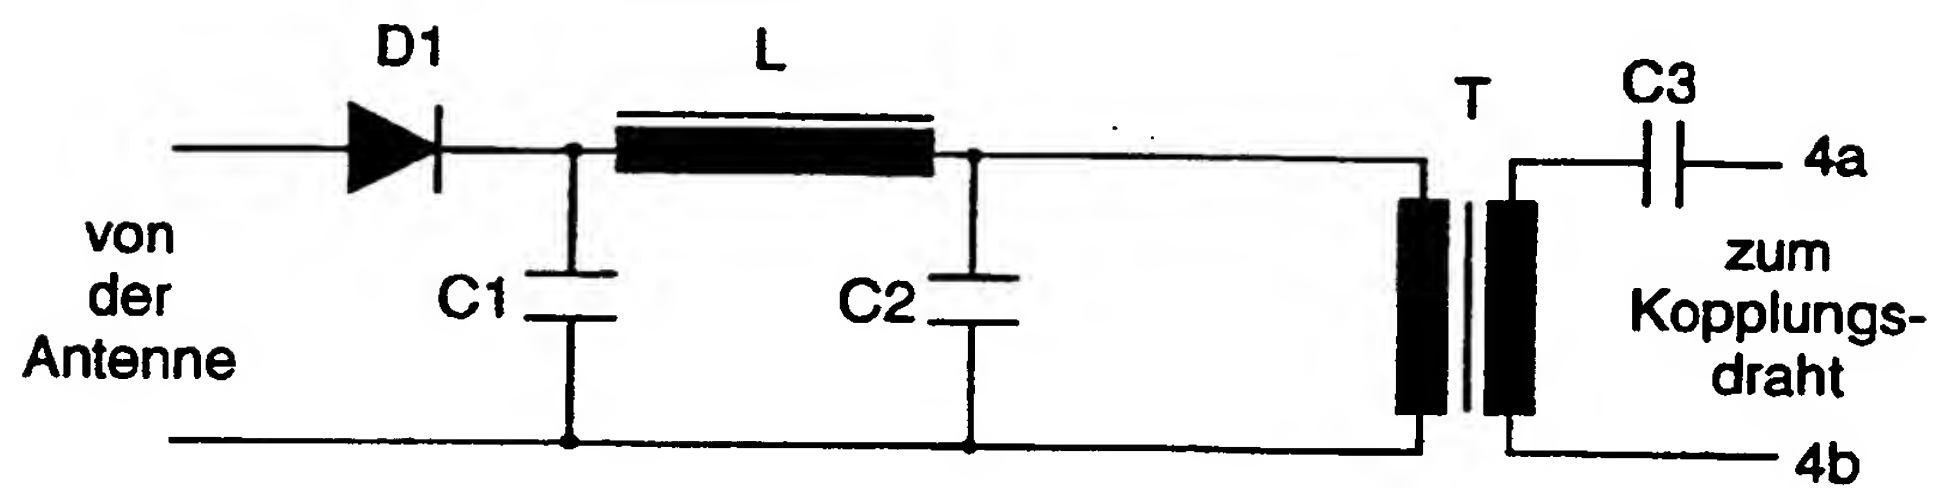 D1
L
T
C3
4a
von
der
Antenne
C1
C2
zum
Kopplungs-
draht
4b